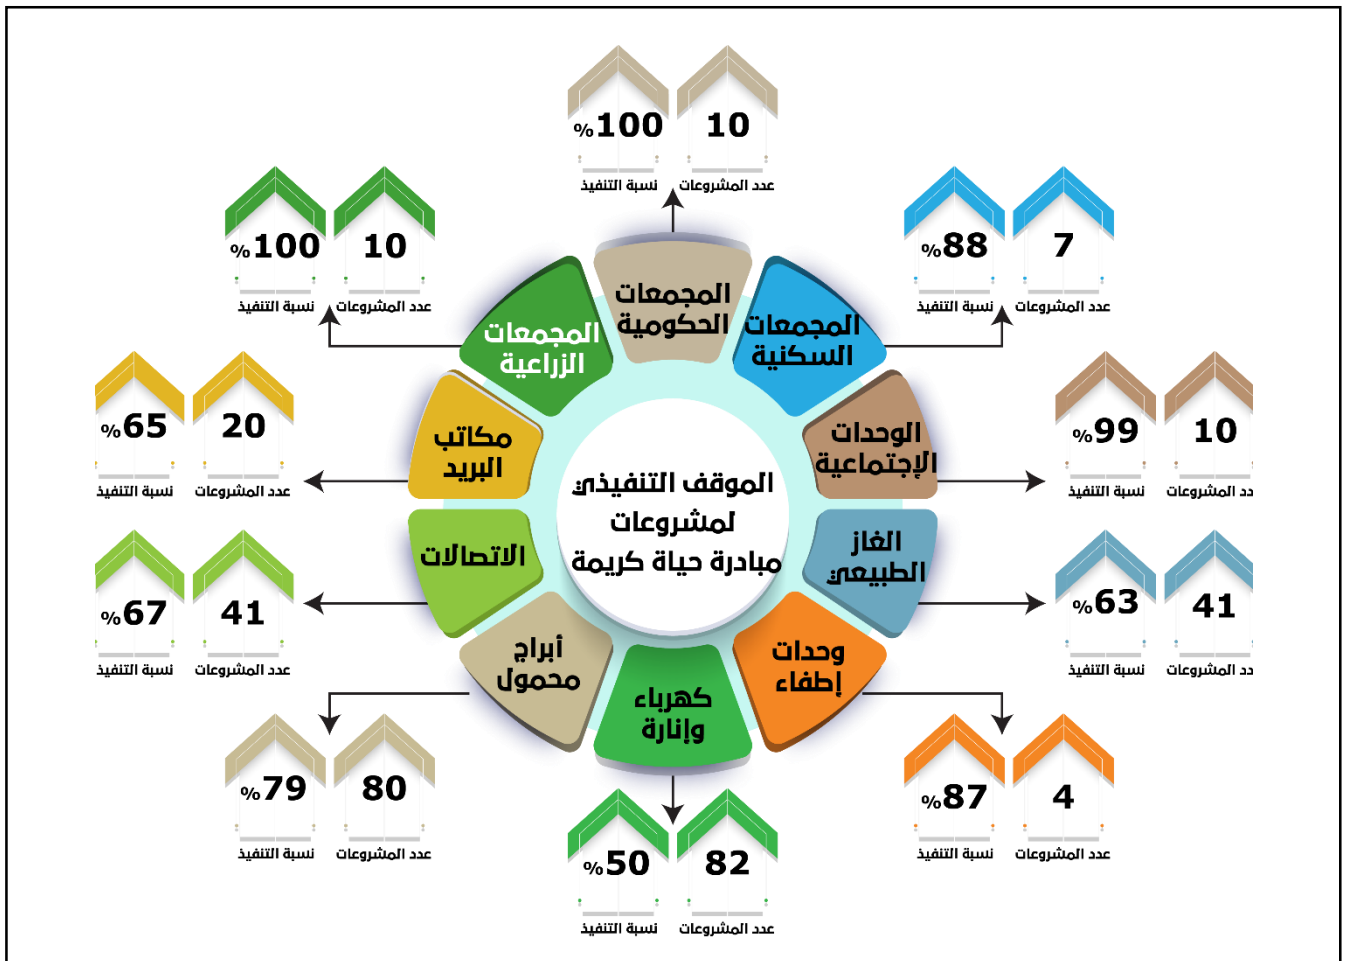 الموقف التنفيذي
لمشروعات
مبادرة حياة كريمة
المجمعات
الحكومية
10
عدد المشروعات
%100
نسبة التنفيذ
المجمعات
السكنية
7
عدد المشروعات
%88
نسبة التنفيذ
الوحدات
الإجتماعية
10
عدد المشروعات
%99
نسبة التنفيذ
الغاز
الطبيعي
41
عدد المشروعات
%63
نسبة التنفيذ
وحدات
إطفاء
4
عدد المشروعات
%87
نسبة التنفيذ
كهرباء
وإنارة
82
عدد المشروعات
%50
نسبة التنفيذ
أبراج
محمول
80
عدد المشروعات
%79
نسبة التنفيذ
الاتصالات
41
عدد المشروعات
%67
نسبة التنفيذ
مكاتب
البريد
20
عدد المشروعات
%65
نسبة التنفيذ
المجمعات
الزراعية
10
عدد المشروعات
%100
نسبة التنفيذ